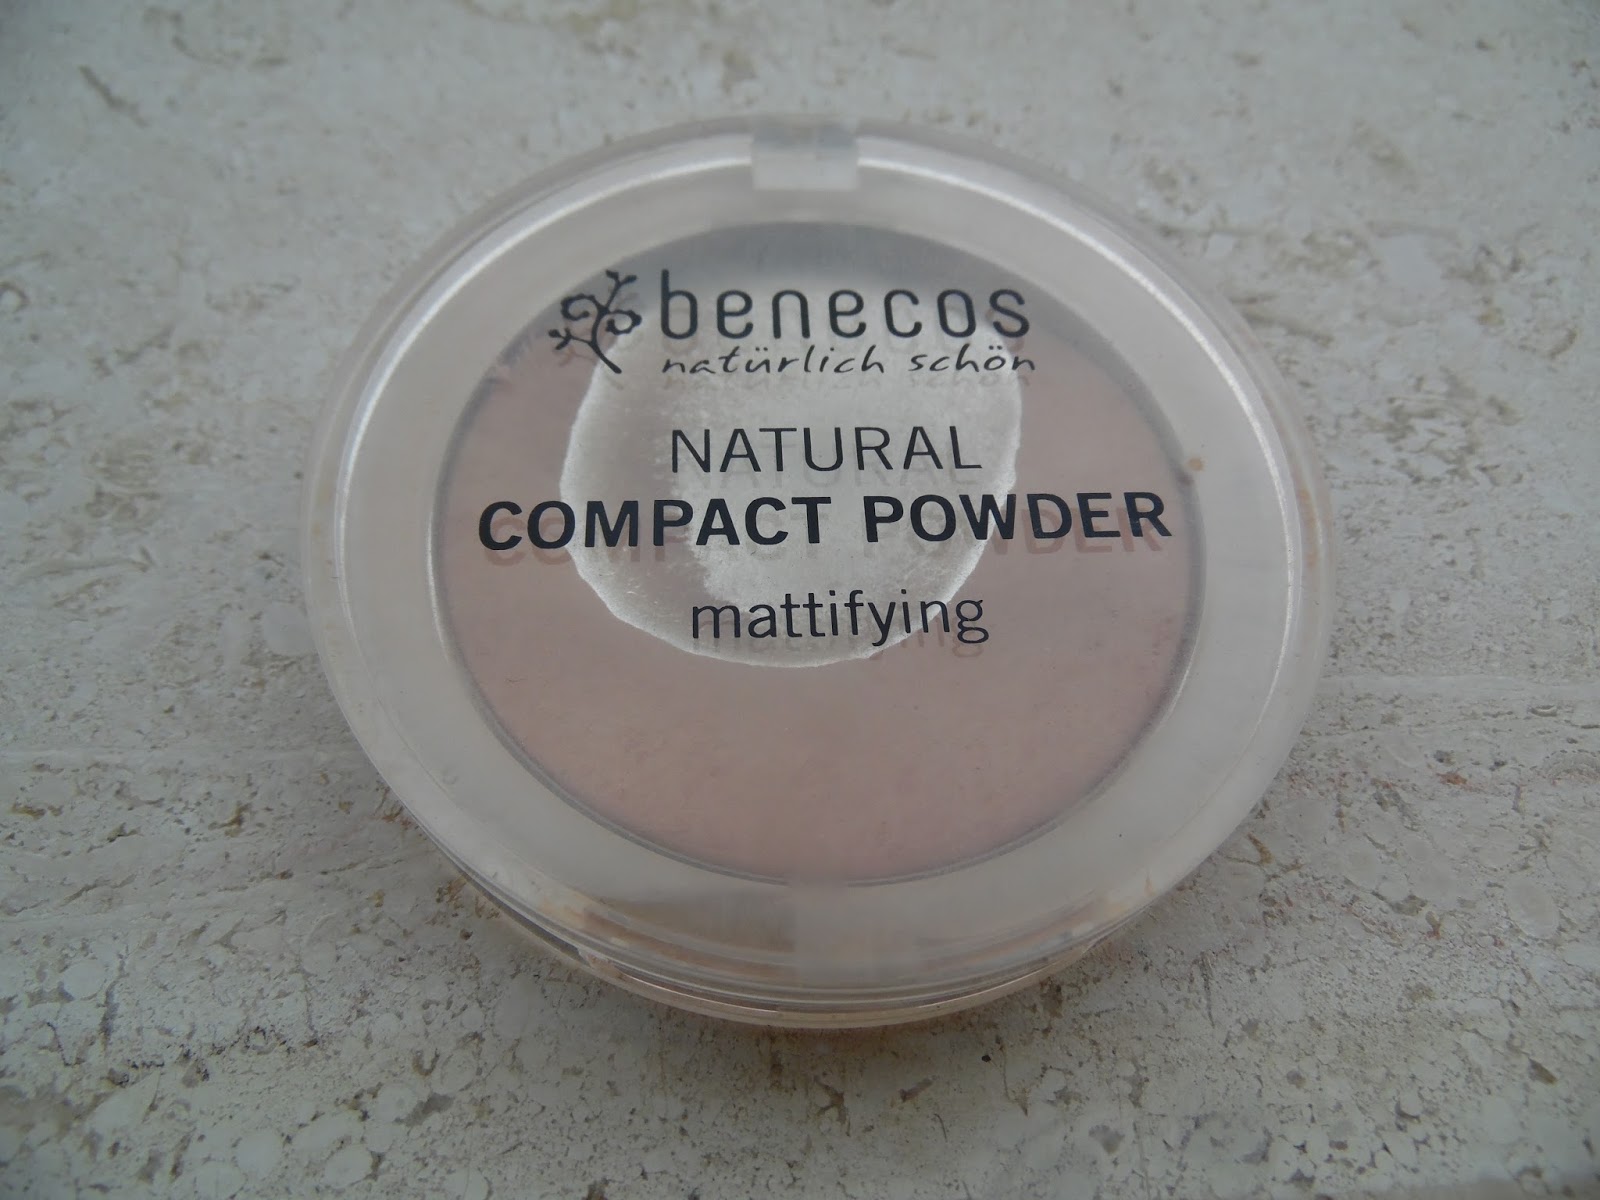 benecos
natürlich schön
NATURAL
COMPACT POWDER
mattifying